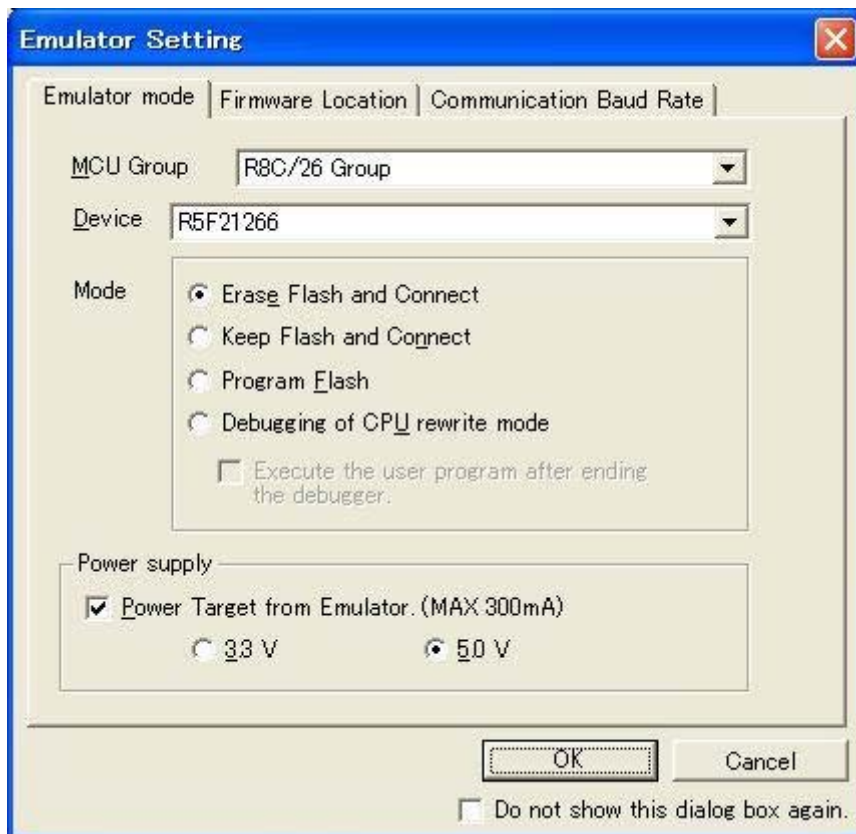 Emulator Setting
Emulator mode
Firmware Location
Communication Baud Rate
MCU Group
R8C/26 Group
Device
R5F21266
Mode
Erase Flash and Connect
Keep Flash and Connect
Program Flash
Debugging of CPU rewrite mode
Execute the user program after ending
the debugger.
Power supply
Power Target from Emulator. (MAX 300mA)
3.3 V
5.0 V
OK
Cancel
Do not show this dialog box again.